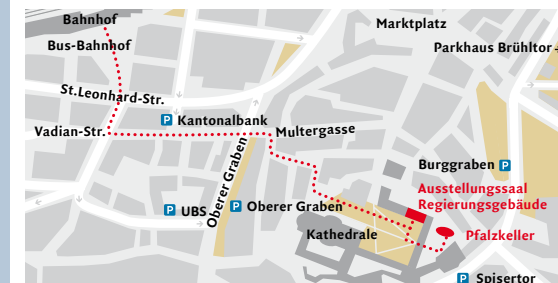 Bahnhof
Marktplatz
Bus-Bahnhof
Parkhaus Brühltor
St.Leonhard-Str.
P Kantonalbank
Vadian-Str.
Multergasse
Oberer Graben
Burggraben P
Ausstellungssaal
Regierungsgebäude
P UBS
P Oberer Graben
Kathedrale
Pfalzkeller
P Spisertor